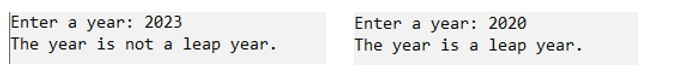 Enter a year: 2023
The year is not a leap year.
Enter a year: 2020
The year is a leap year.